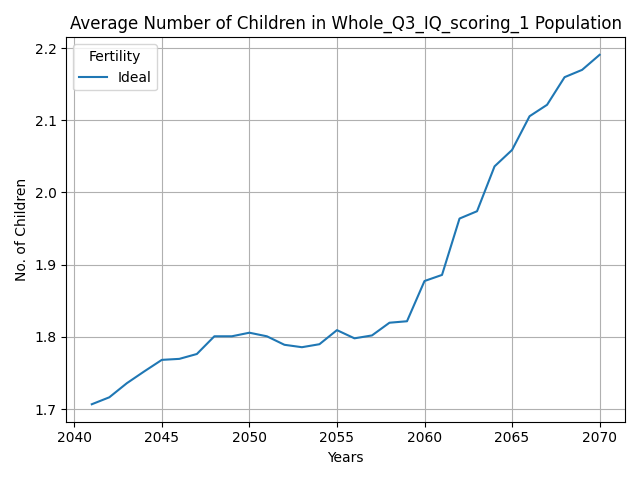 Average Number of Children in Whole_Q3_IQ_scoring_1 Population
Fertility
Ideal
No. of Children
2.2
2.1
2.0
1.9
1.8
1.7
2040 2045 2050 2055 2060 2065 2070
Years